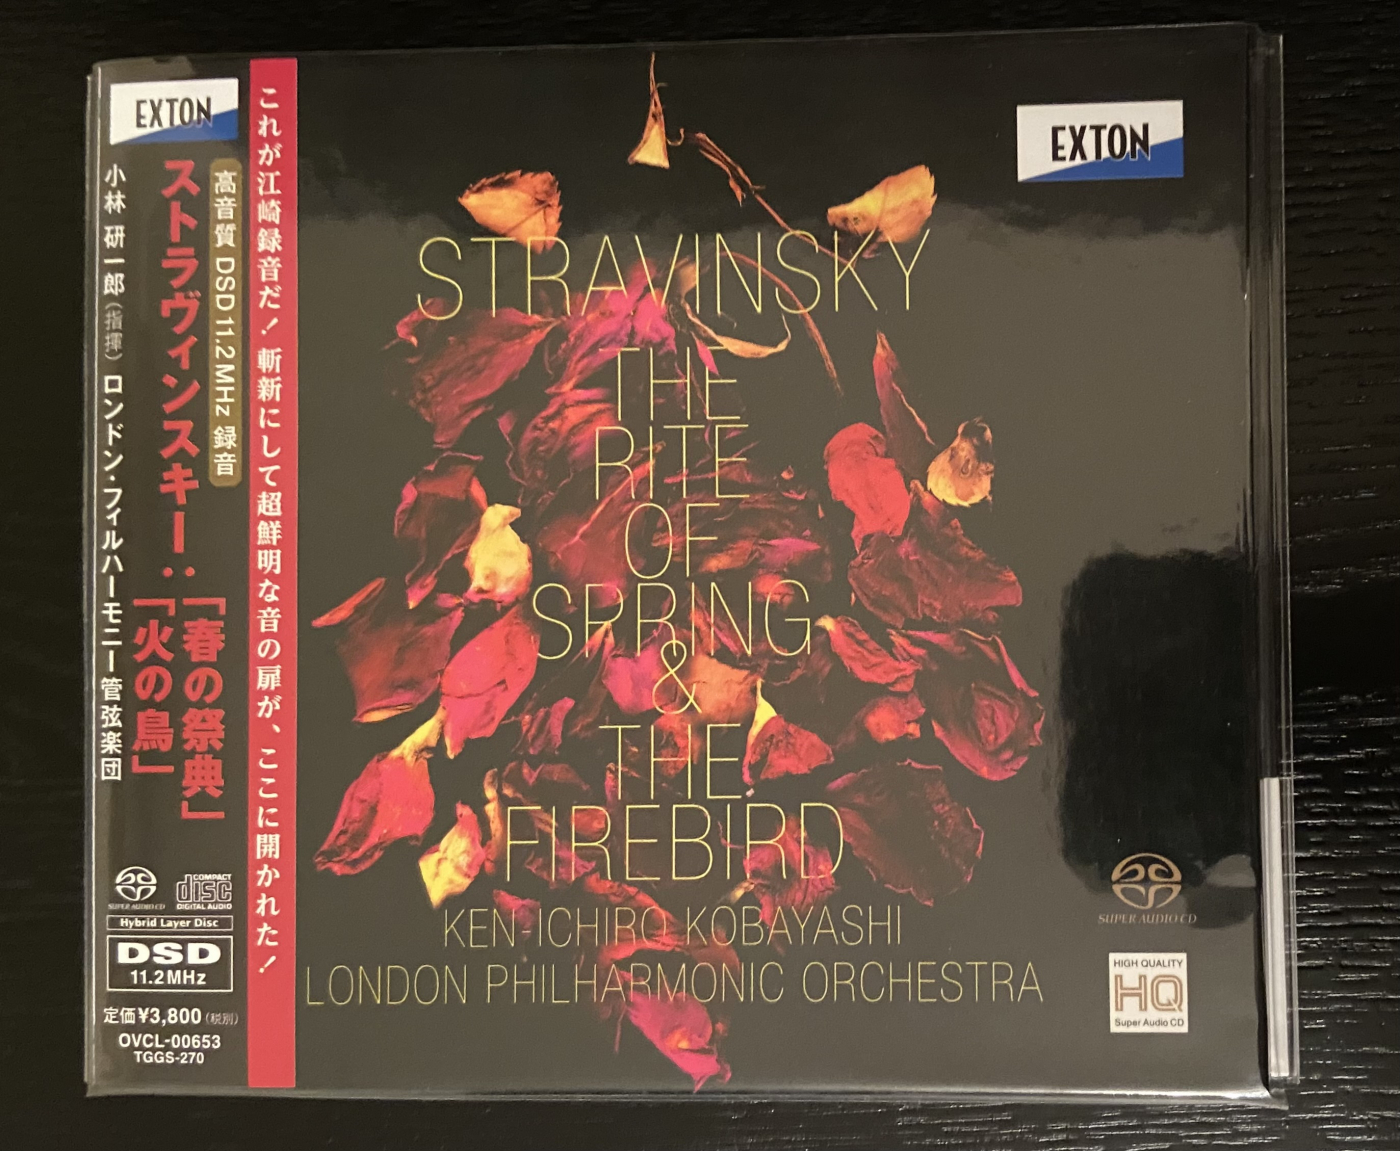 EXTON
これが江崎録音だ！斬新にして超鮮明な音の扉が、ここに開かれた！
高音質 DSD11.2MHz 録音
ストラヴィンスキー：
「春の祭典」
「火の鳥」
小林 研一郎（指揮） ロンドン・フィルハーモニー管弦楽団
SUPER AUDIO CD
COMPACT
disc
DIGITAL AUDIO
Hybrid Layer Disc
DSD
11.2MHz
定価¥3,800（税別）
OVCL-00653
TGGS-270
EXTON
STRAVINSKY
THE
RITE
OF
SPRING
&
THE
FIREBIRD
KEN-ICHIRO KOBAYASHI
LONDON PHILHARMONIC ORCHESTRA
SUPER AUDIO CD
HIGH QUALITY
HQ
Super Audio CD